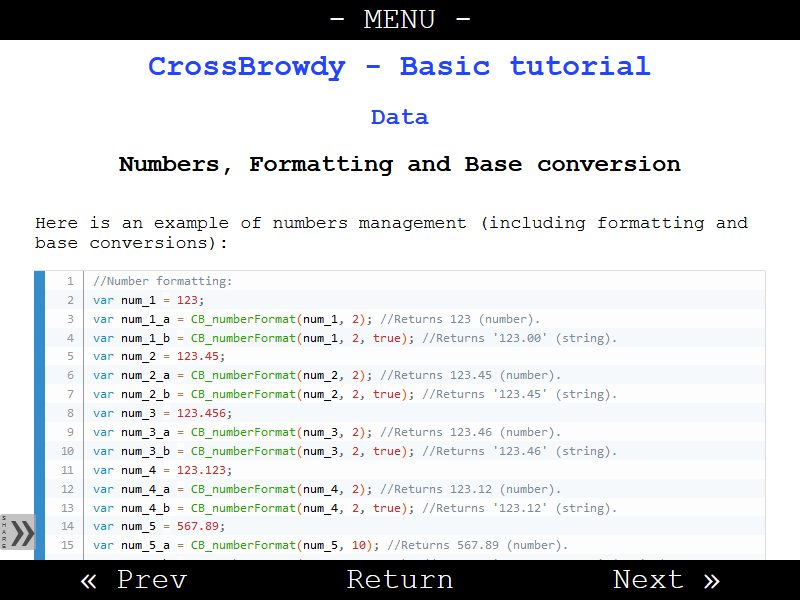 - MENU -
CrossBrowdy - Basic tutorial
Data
Numbers, Formatting and Base conversion
Here is an example of numbers management (including formatting and
base conversions):
1 //Number formatting:
2 var num_1 = 123;
3 var num_1_a = CB_numberFormat(num_1, 2); //Returns 123 (number).
4 var num_1_b = CB_numberFormat(num_1, 2, true); //Returns '123.00' (string).
5 var num_2 = 123.45;
6 var num_2_a = CB_numberFormat(num_2, 2); //Returns 123.45 (number).
7 var num_2_b = CB_numberFormat(num_2, 2, true); //Returns '123.45' (string).
8 var num_3 = 123.456;
9 var num_3_a = CB_numberFormat(num_3, 2); //Returns 123.46 (number).
10 var num_3_b = CB_numberFormat(num_3, 2, true); //Returns '123.46' (string).
11 var num_4 = 123.123;
12 var num_4_a = CB_numberFormat(num_4, 2); //Returns 123.12 (number).
13 var num_4_b = CB_numberFormat(num_4, 2, true); //Returns '123.12' (string).
14 var num_5 = 567.89;
15 var num_5_a = CB_numberFormat(num_5, 10); //Returns 567.89 (number).
SHARE
« Prev Return Next »